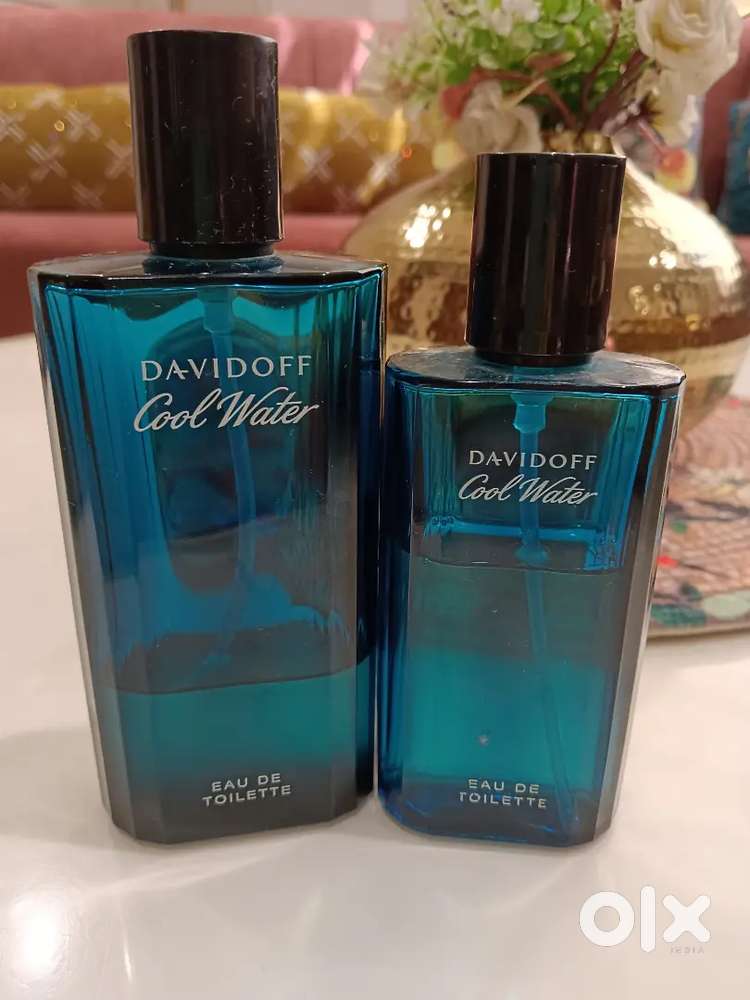 DAVIDOFF
Cool Water
EAU DE
TOILETTE
DAVIDOFF
Cool Water
EAU DE
TOILETTE
olx
INDIA